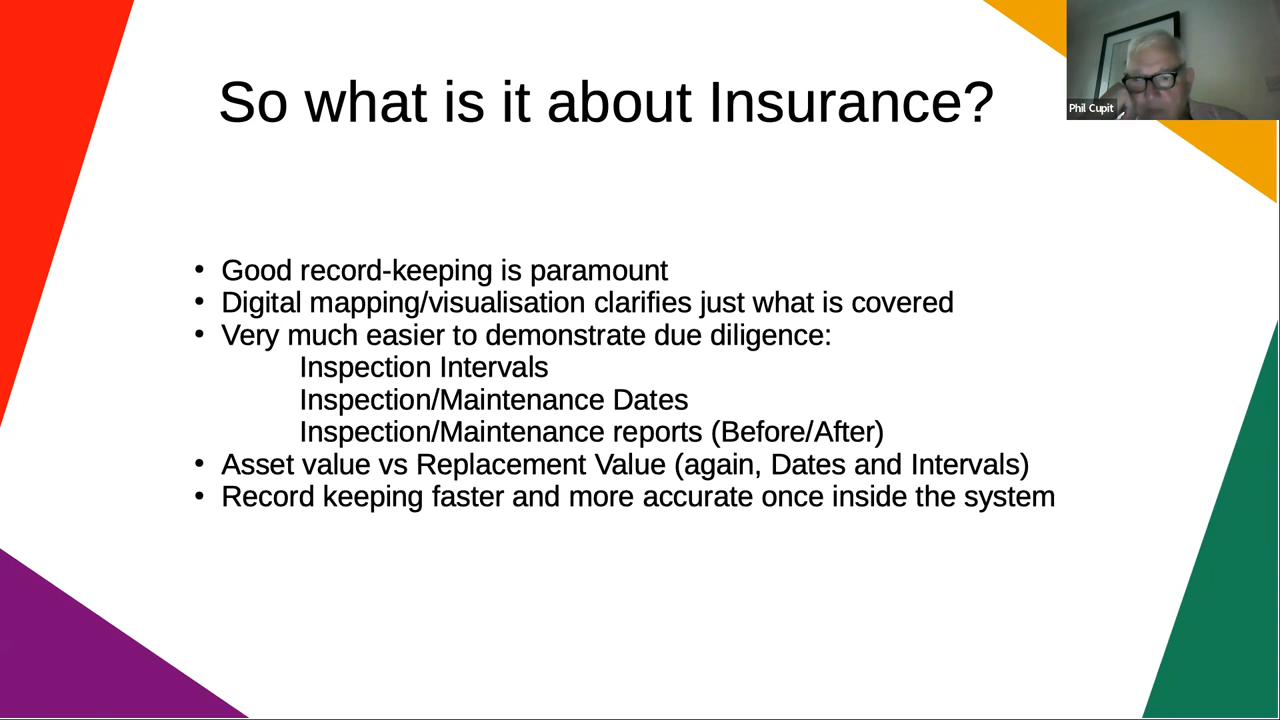 So what is it about Insurance?
Phil Cupit
• Good record-keeping is paramount
• Digital mapping/visualisation clarifies just what is covered
• Very much easier to demonstrate due diligence:
Inspection Intervals
Inspection/Maintenance Dates
Inspection/Maintenance reports (Before/After)
• Asset value vs Replacement Value (again, Dates and Intervals)
• Record keeping faster and more accurate once inside the system